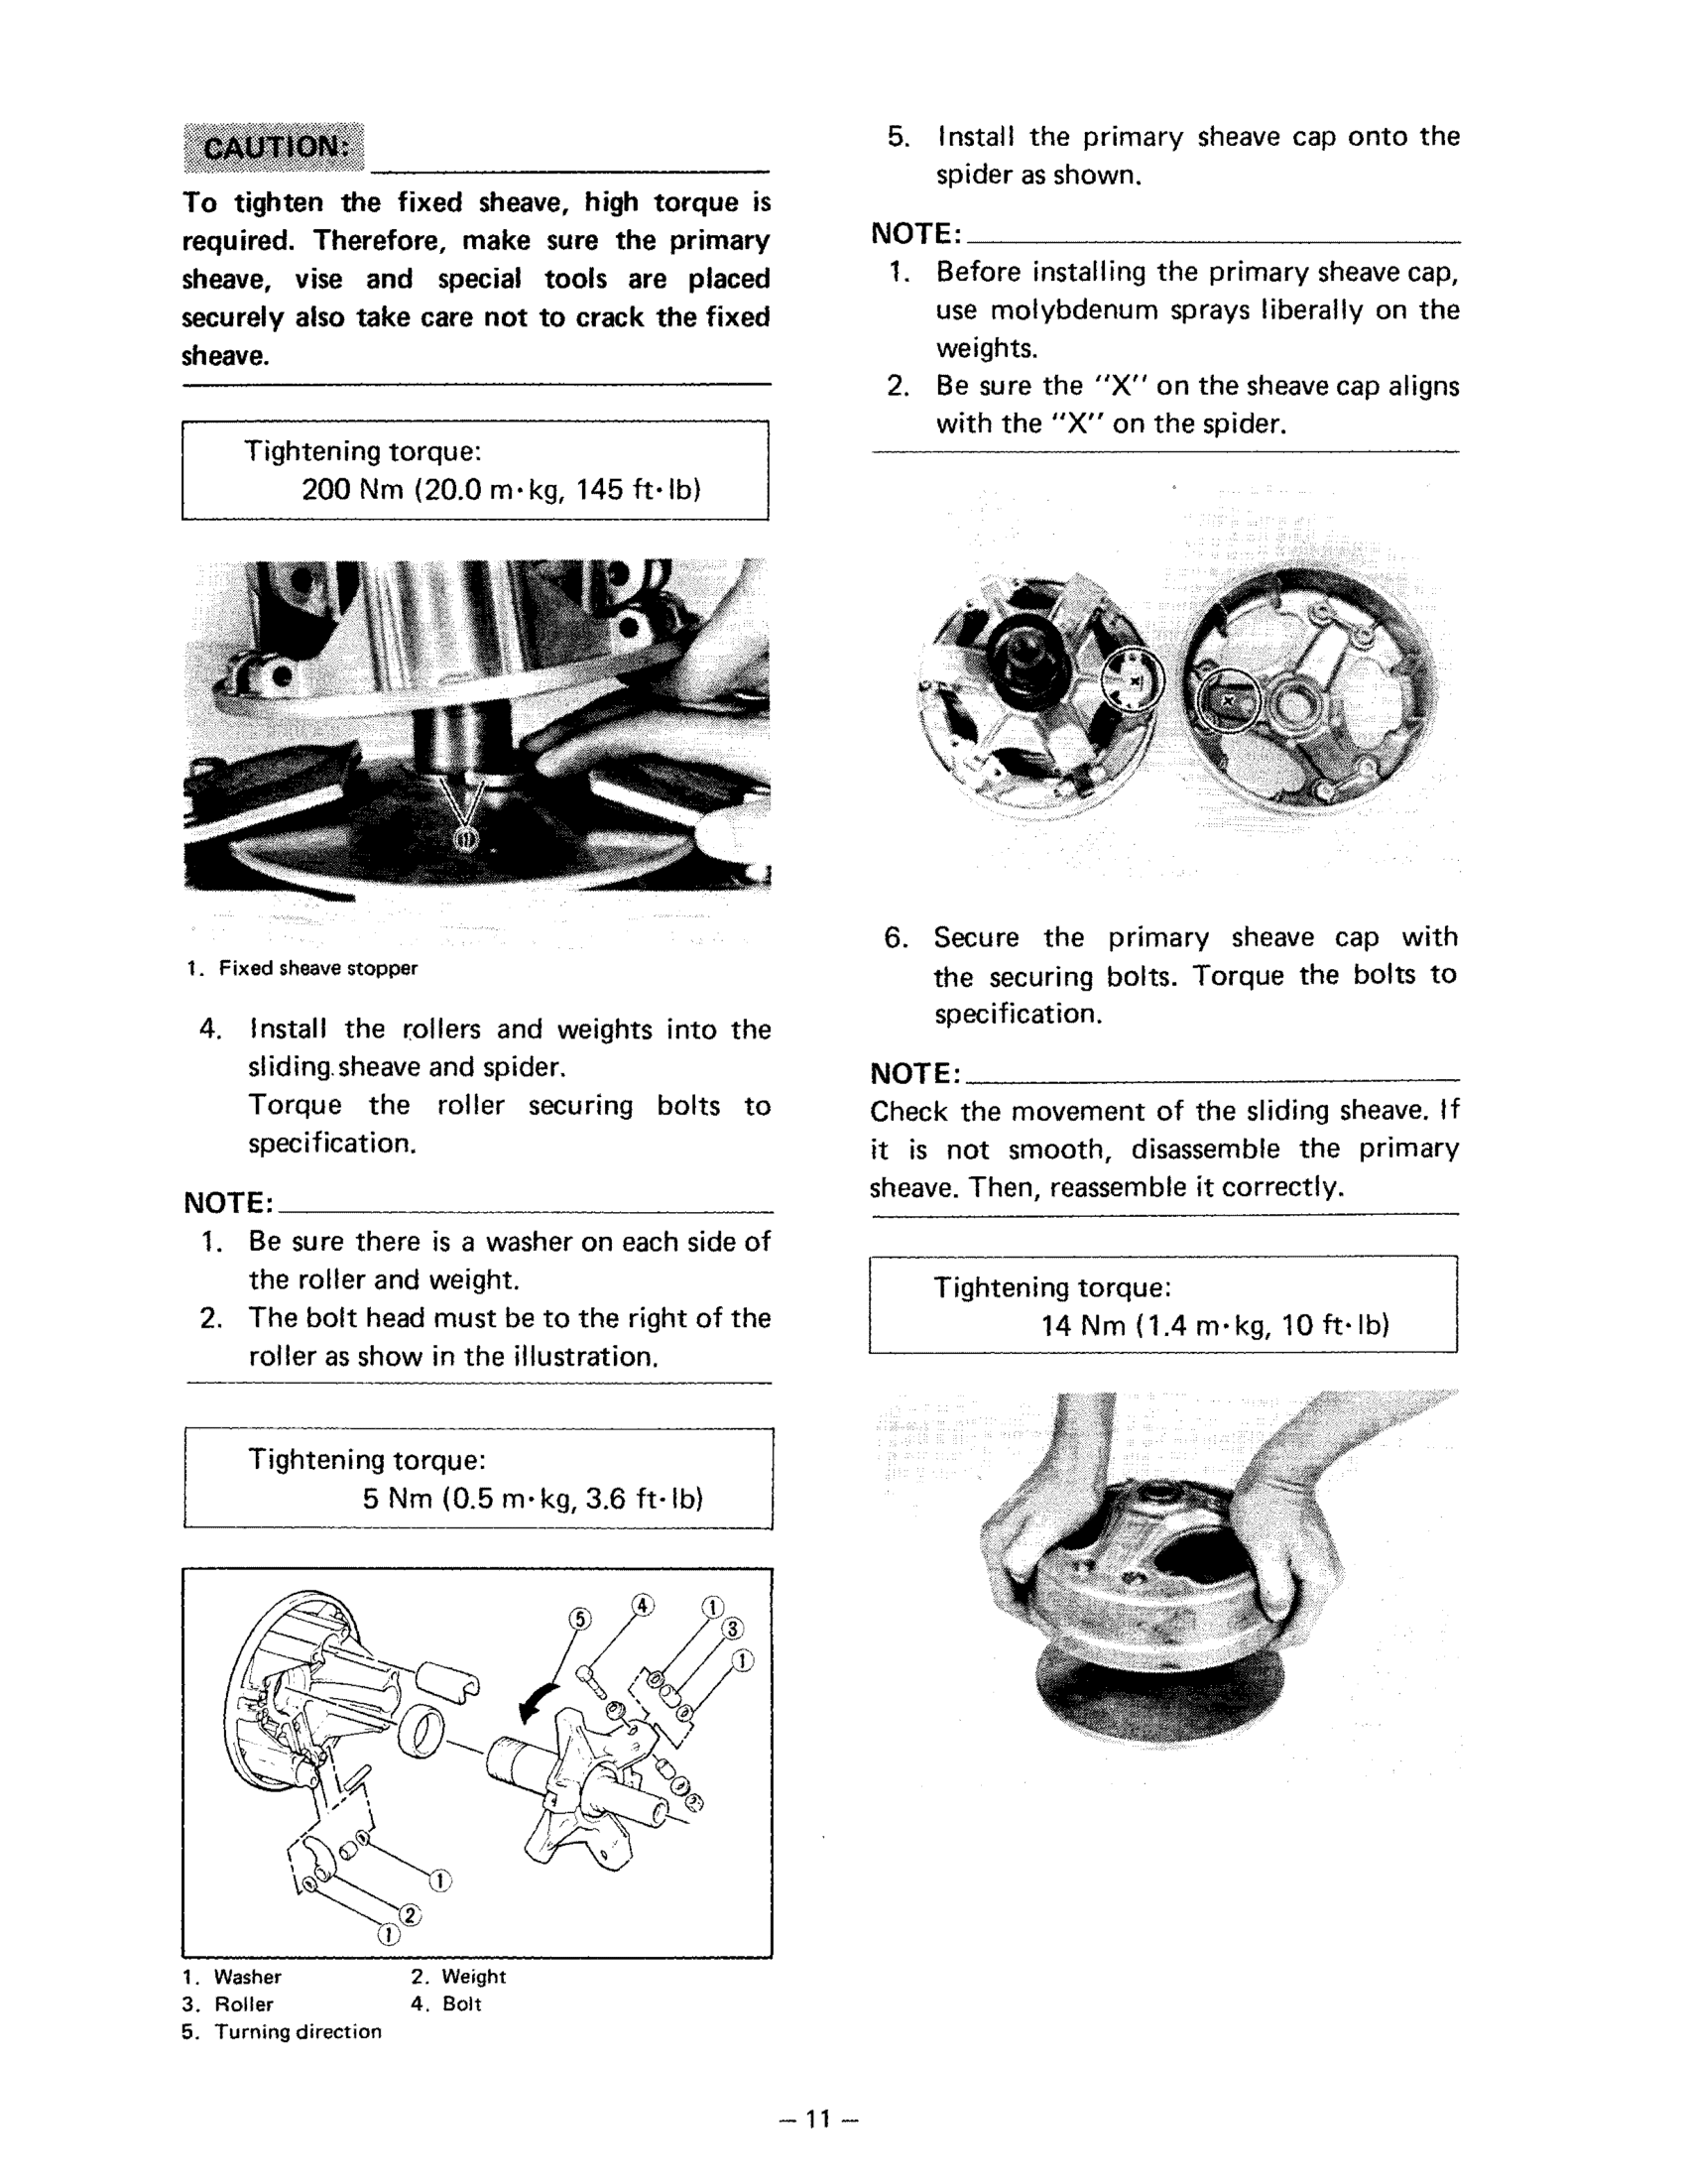 CAUTION:
To tighten the fixed sheave, high torque is
required. Therefore, make sure the primary
sheave, vise and special tools are placed
securely also take care not to crack the fixed
sheave.
Tightening torque:
200 Nm (20.0 m·kg, 145 ft·lb)
1
1. Fixed sheave stopper
4. Install the rollers and weights into the
sliding sheave and spider.
Torque the roller securing bolts to
specification.
NOTE:
1. Be sure there is a washer on each side of
the roller and weight.
2. The bolt head must be to the right of the
roller as show in the illustration.
Tightening torque:
5 Nm (0.5 m·kg, 3.6 ft·lb)
5 4 1
3
1
1
2
1
1. Washer 2. Weight
3. Roller 4. Bolt
5. Turning direction
5. Install the primary sheave cap onto the
spider as shown.
NOTE:
1. Before installing the primary sheave cap,
use molybdenum sprays liberally on the
weights.
2. Be sure the "X" on the sheave cap aligns
with the "X" on the spider.
X X
6. Secure the primary sheave cap with
the securing bolts. Torque the bolts to
specification.
NOTE:
Check the movement of the sliding sheave. If
it is not smooth, disassemble the primary
sheave. Then, reassemble it correctly.
Tightening torque:
14 Nm (1.4 m·kg, 10 ft·lb)
– 11 –